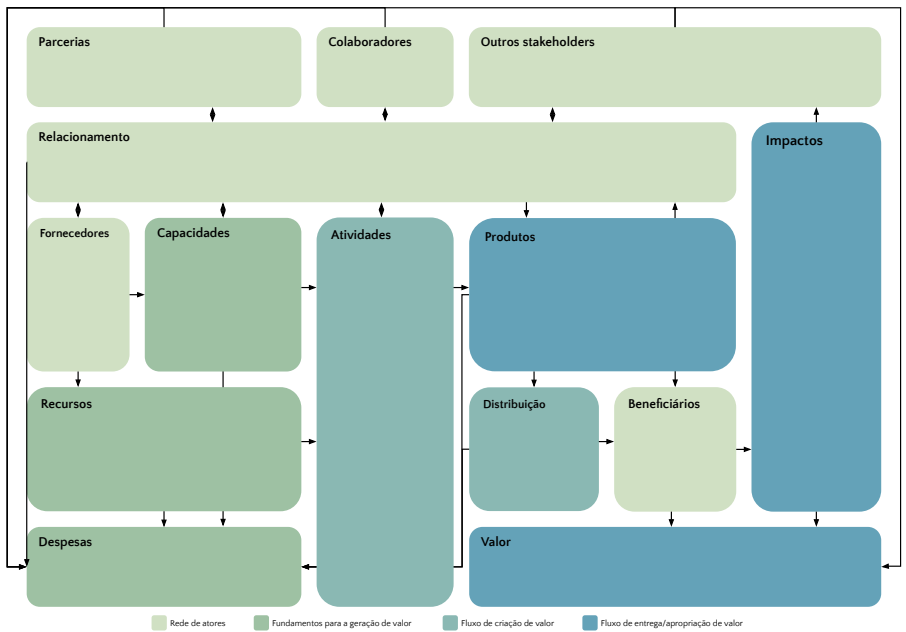 Parcerias
Colaboradores
Outros stakeholders
Relacionamento
Impactos
Fornecedores
Capacidades
Atividades
Produtos
Recursos
Distribuição
Beneficiários
Despesas
Valor
Rede de atores
Fundamentos para a geração de valor
Fluxo de criação de valor
Fluxo de entrega/apropriação de valor